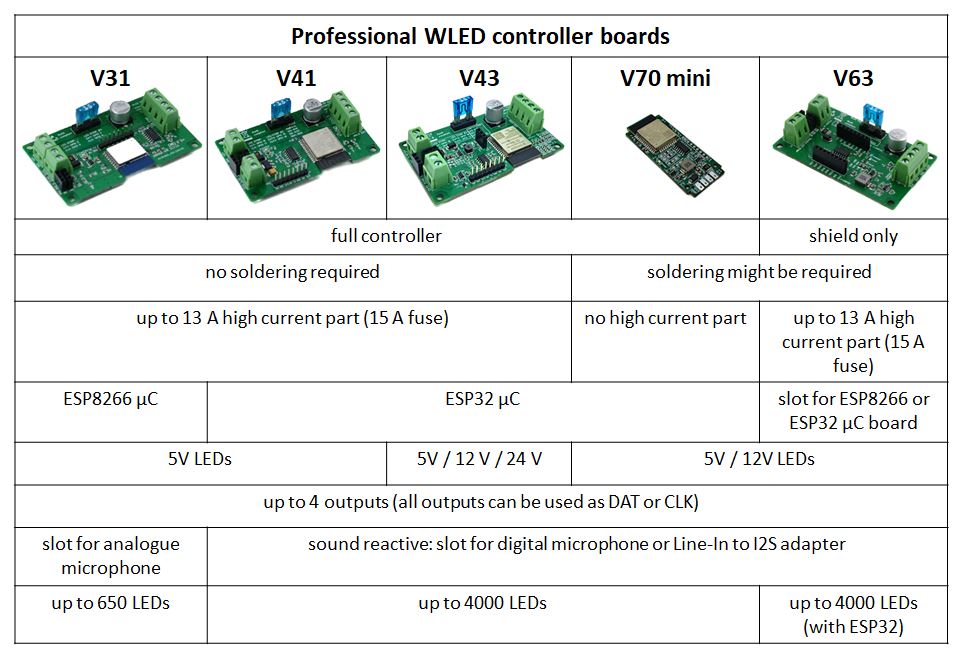 Professional WLED controller boards
V31
V41
V43
V70 mini
V63
full controller
shield only
no soldering required
soldering might be required
up to 13 A high current part (15 A fuse)
no high current part
up to 13 A high
current part (15 A
fuse)
ESP8266 µC
ESP32 µC
slot for ESP8266 or
ESP32 µC board
5V LEDs
5V / 12 V / 24 V
5V / 12V LEDs
up to 4 outputs (all outputs can be used as DAT or CLK)
slot for analogue
microphone
sound reactive: slot for digital microphone or Line-In to I2S adapter
up to 650 LEDs
up to 4000 LEDs
up to 4000 LEDs
(with ESP32)